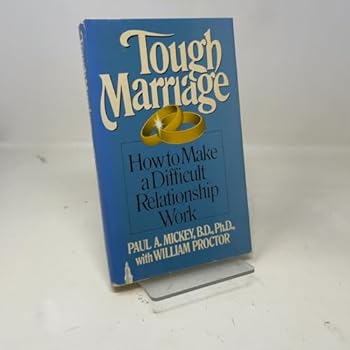 Tough
Marriage
How to Make
a Difficult
Relationship
Work
PAUL A. MICKEY, B.D., Ph.D.,
with WILLIAM PROCTOR